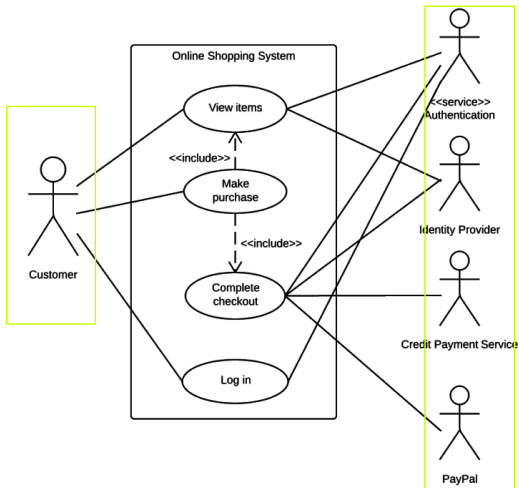 Online Shopping System
View items
<<service>>
Authentication
<<include>>
Make
purchase
Identity Provider
<<include>>
Customer
Complete
checkout
Credit Payment Service
Log in
PayPal